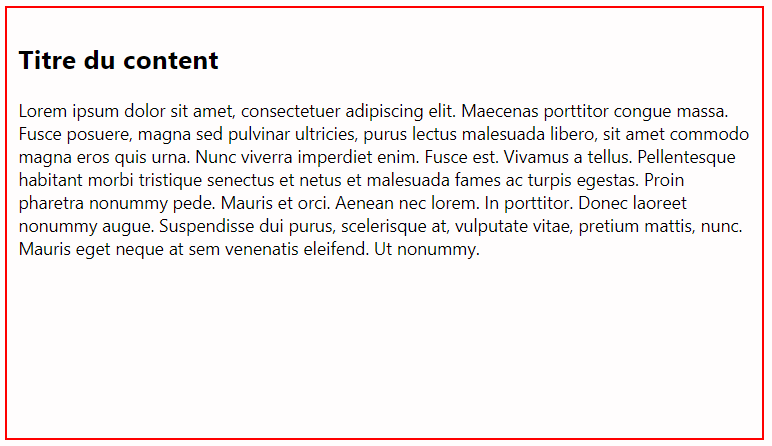 Titre du content
Lorem ipsum dolor sit amet, consectetuer adipiscing elit. Maecenas porttitor congue massa.
Fusce posuere, magna sed pulvinar ultricies, purus lectus malesuada libero, sit amet commodo
magna eros quis urna. Nunc viverra imperdiet enim. Fusce est. Vivamus a tellus. Pellentesque
habitant morbi tristique senectus et netus et malesuada fames ac turpis egestas. Proin
pharetra nonummy pede. Mauris et orci. Aenean nec lorem. In porttitor. Donec laoreet
nonummy augue. Suspendisse dui purus, scelerisque at, vulputate vitae, pretium mattis, nunc.
Mauris eget neque at sem venenatis eleifend. Ut nonummy.